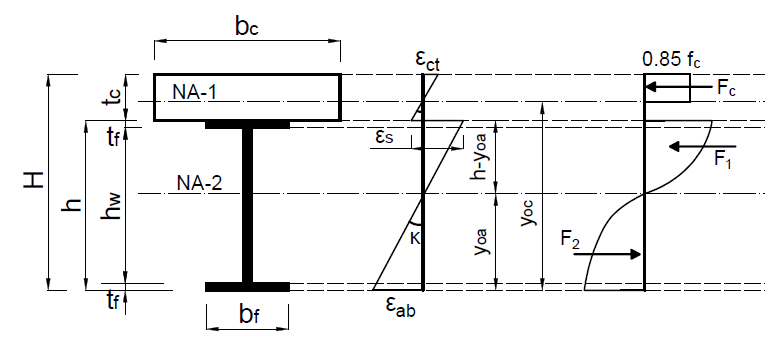 bc
εct
0.85 fc
tc
NA-1
Fc
tf
εs
h-yoa
F1
H
h
hw
NA-2
yoc
K
yoa
F2
tf
bf
εab